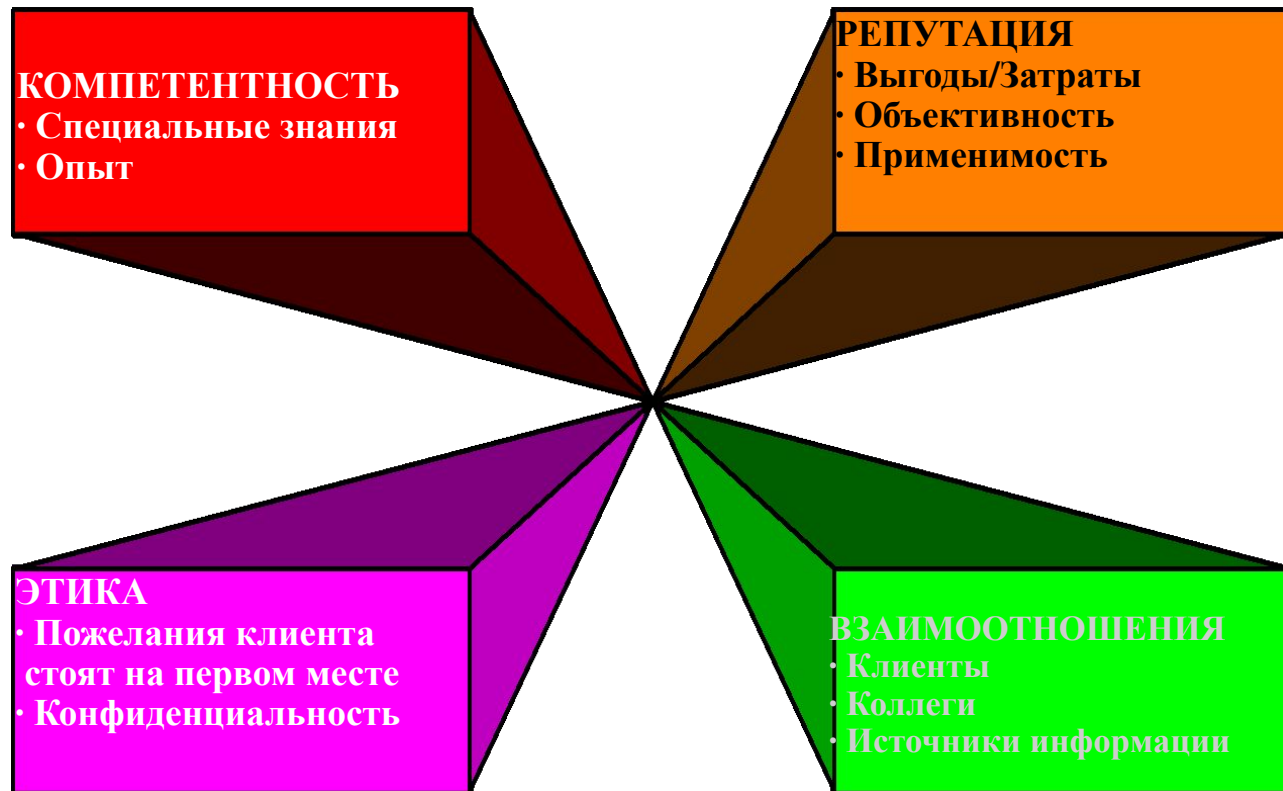 КОМПЕТЕНТНОСТЬ
· Специальные знания
· Опыт
РЕПУТАЦИЯ
· Выгоды/Затраты
· Объективность
· Применимость
ЭТИКА
· Пожелания клиента
стоят на первом месте
· Конфиденциальность
ВЗАИМООТНОШЕНИЯ
· Клиенты
· Коллеги
· Источники информации